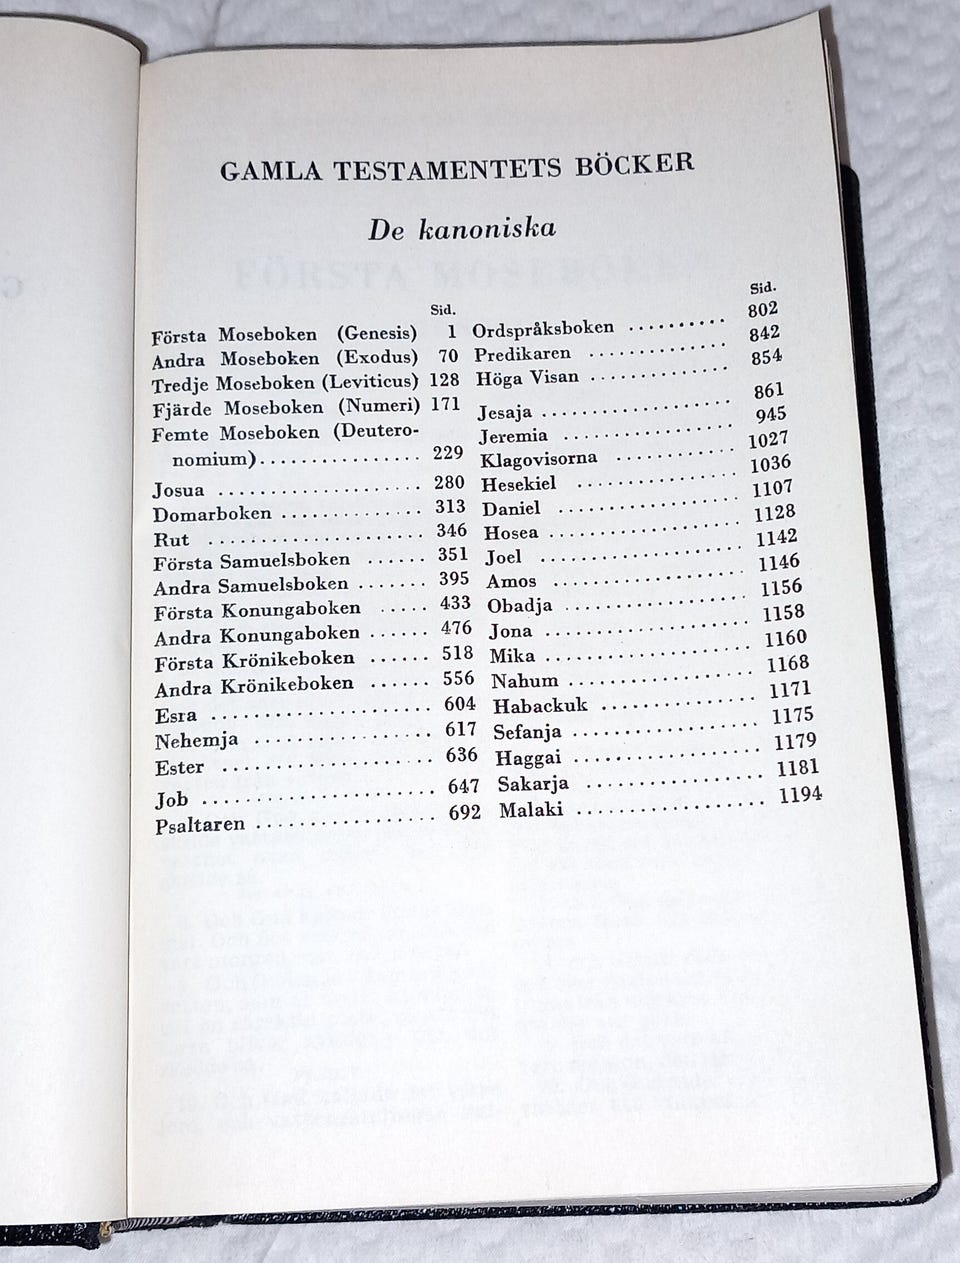 GAMLA TESTAMENTETS BÖCKER
De kanoniska
Sid.
Första Moseboken (Genesis) 1
Andra Moseboken (Exodus) 70
Tredje Moseboken (Leviticus) 128
Fjärde Moseboken (Numeri) 171
Femte Moseboken (Deutero-
nomium) ................ 229
Josua .................... 280
Domarboken .............. 313
Rut ..................... 346
Första Samuelsboken ...... 351
Andra Samuelsboken ....... 395
Första Konungaboken ..... 433
Andra Konungaboken ...... 476
Första Krönikeboken ...... 518
Andra Krönikeboken ...... 556
Esra ..................... 604
Nehemja ................. 617
Ester .................... 636
Job ...................... 647
Psaltaren ................. 692
Sid.
Ordspråksboken .......... 802
Predikaren .............. 842
Höga Visan .............. 854
Jesaja ................... 861
Jeremia ................. 945
Klagovisorna ............ 1027
Hesekiel ................ 1036
Daniel .................. 1107
Hosea ................... 1128
Joel .................... 1142
Amos ................... 1146
Obadja .................. 1156
Jona .................... 1158
Mika .................... 1160
Nahum .................. 1168
Habackuk ............... 1171
Sefanja .................. 1175
Haggai .................. 1179
Sakarja ................. 1181
Malaki .................. 1194